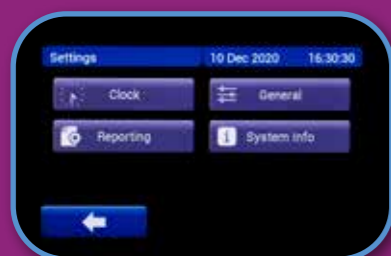 Settings 10 Dec 2020 16:30:30
Clock General
Reporting System info